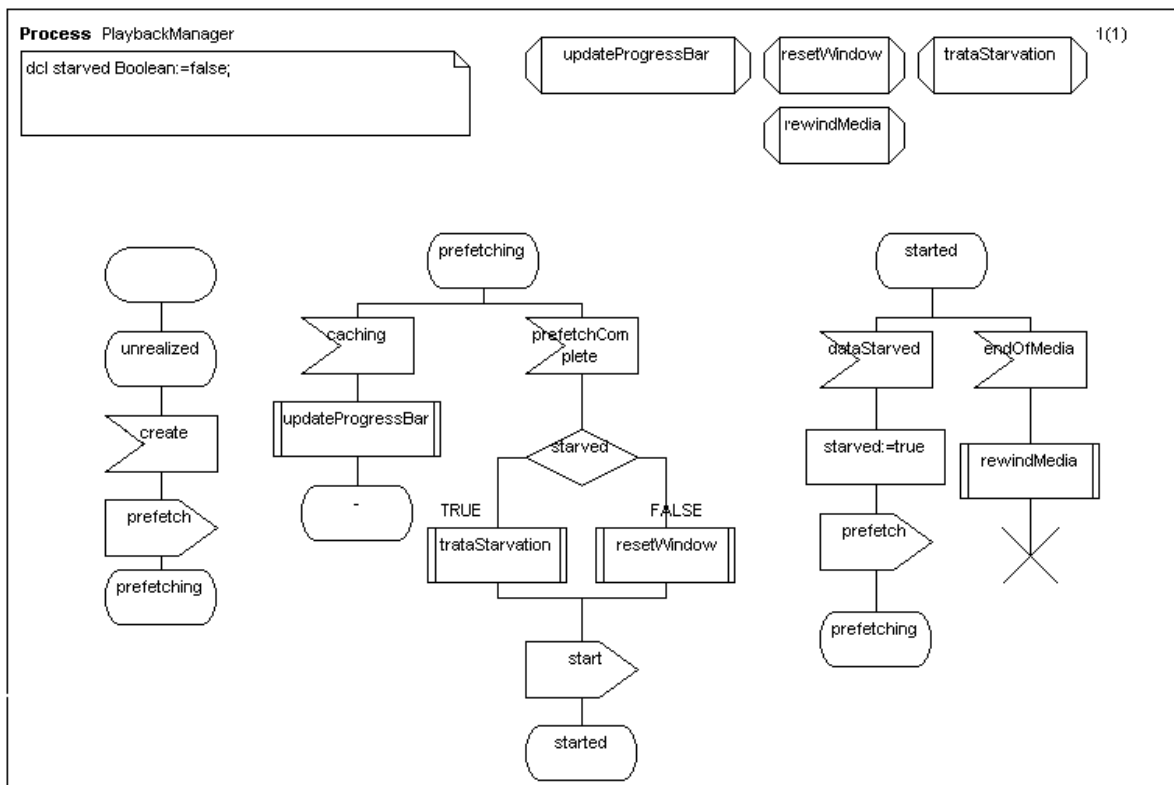 Process PlaybackManager
1(1)
dcl starved Boolean:=false;
updateProgressBar
resetWindow
trataStarvation
rewindMedia
unrealized
create
prefetch
prefetching
prefetching
caching
updateProgressBar
-
prefetchCom
plete
starved
TRUE
FALSE
trataStarvation
resetWindow
start
started
started
dataStarved
starved:=true
prefetch
prefetching
endOfMedia
rewindMedia